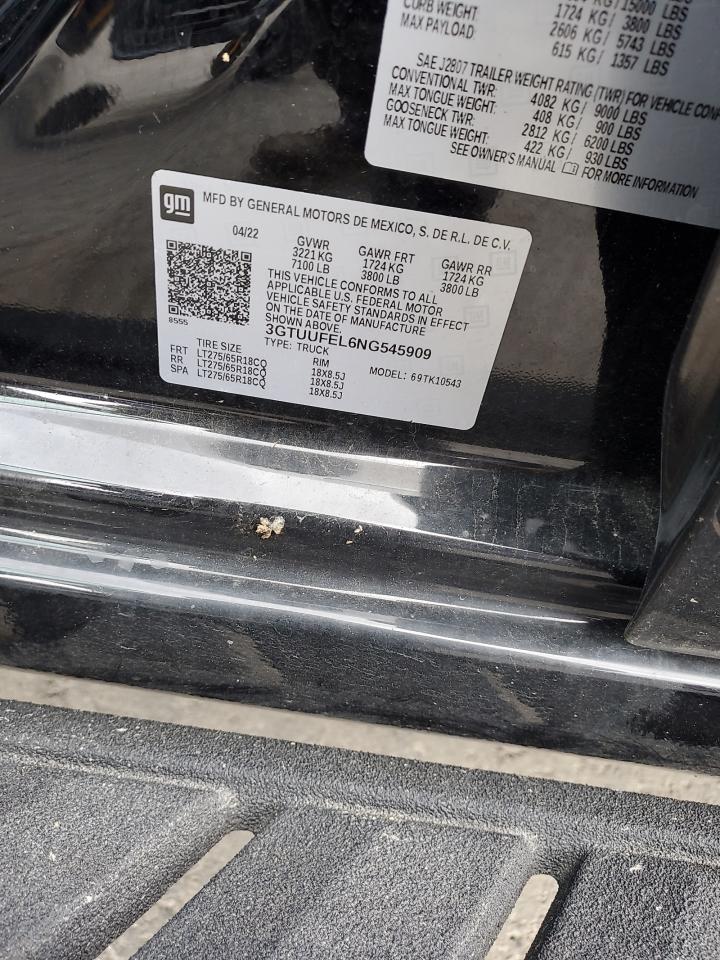 KG/ 15000 LBS
CURB WEIGHT: 1724 KG/ 3800 LBS
MAX PAYLOAD 2606 KG/ 5743 LBS
615 KG/ 1357 LBS
SAE J2807 TRAILER WEIGHT RATING (TWR) FOR VEHICLE CONF
CONVENTIONAL TWR: 4082 KG/ 9000 LBS
MAX TONGUE WEIGHT: 408 KG/ 900 LBS
GOOSENECK TWR: 2812 KG/ 6200 LBS
MAX TONGUE WEIGHT: 422 KG/ 930 LBS
SEE OWNER'S MANUAL FOR MORE INFORMATION
gm MFD BY GENERAL MOTORS DE MEXICO, S. DE R.L. DE C.V.
04/22 GVWR GAWR FRT GAWR RR
3221 KG 1724 KG 1724 KG
7100 LB 3800 LB 3800 LB
THIS VEHICLE CONFORMS TO ALL
APPLICABLE U.S. FEDERAL MOTOR
VEHICLE SAFETY STANDARDS IN EFFECT
ON THE DATE OF MANUFACTURE
SHOWN ABOVE.
8555
3GTUUFEL6NG545909
TYPE: TRUCK
MODEL: 69TK10543
TIRE SIZE RIM
FRT LT275/65R18CQ 18X8.5J
RR LT275/65R18CQ 18X8.5J
SPA LT275/65R18CQ 18X8.5J